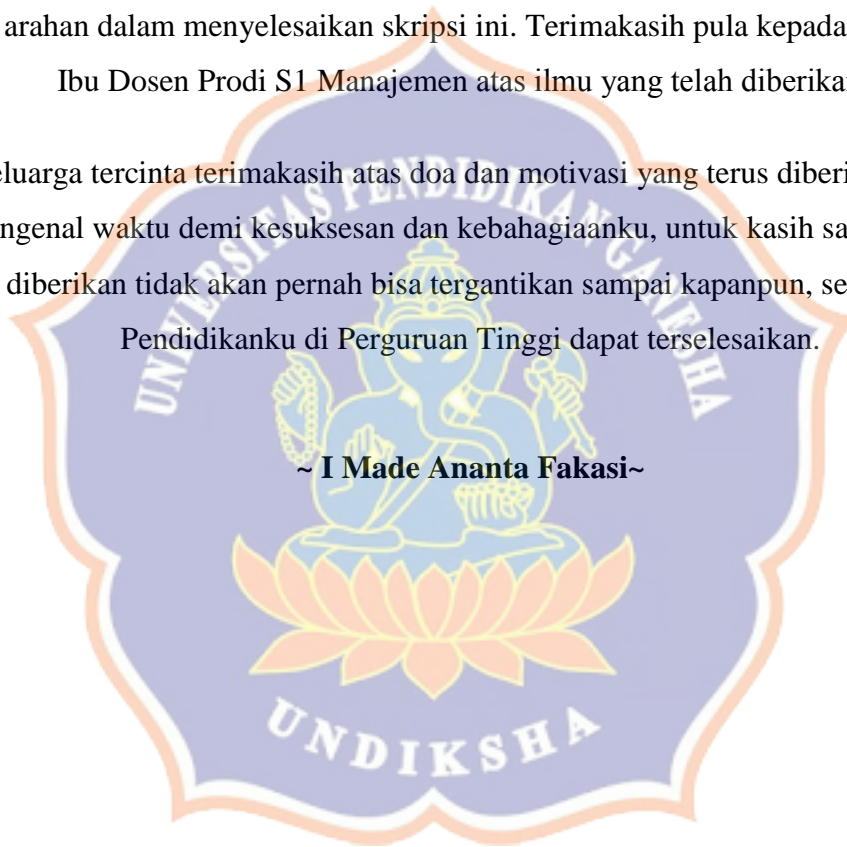 arahan dalam menyelesaikan skripsi ini. Terimakasih pula kepada
Ibu Dosen Prodi S1 Manajemen atas ilmu yang telah diberika
eluarga tercinta terimakasih atas doa dan motivasi yang terus diberi
ngenal waktu demi kesuksesan dan kebahagiaanku, untuk kasih sa
diberikan tidak akan pernah bisa tergantikan sampai kapanpun, se
Pendidikanku di Perguruan Tinggi dapat terselesaikan.
~ I Made Ananta Fakasi~
UNIVERSITAS PENDIDIKAN GANESHA
UNDIKSHA